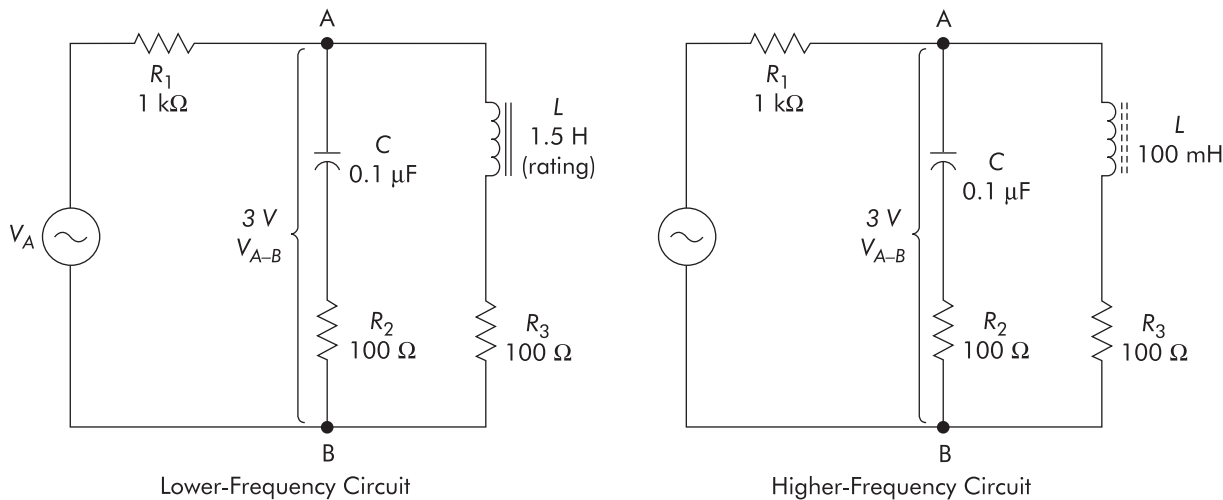 A
R1
1 kΩ
L
1.5 H
(rating)
C
0.1 μF
VA
3 V
VA–B
R2
100 Ω
R3
100 Ω
B
Lower-Frequency Circuit
A
R1
1 kΩ
L
100 mH
C
0.1 μF
3 V
VA–B
R2
100 Ω
R3
100 Ω
B
Higher-Frequency Circuit